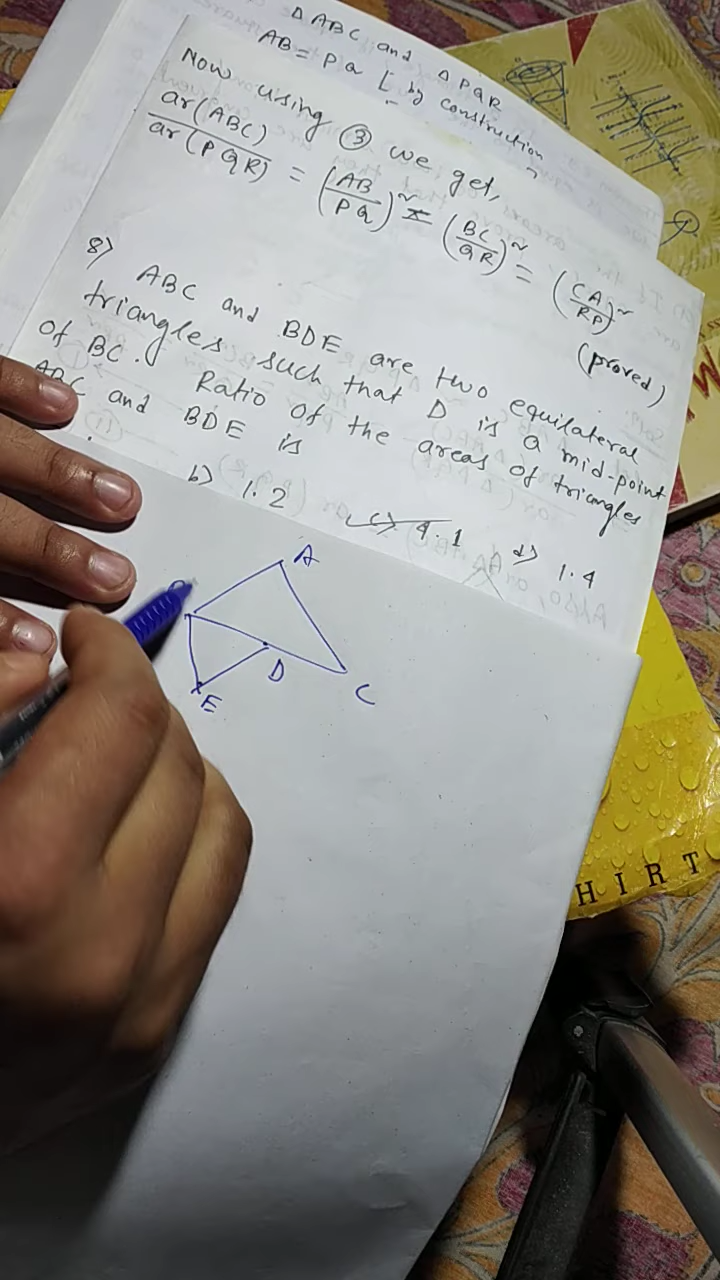 △ABC and △PQR
AB = PQ [ by construction
Now using ③ we get,
ar(ABC)/ar(PQR) = (AB/PQ)² = (BC/QR)² = (CA/RP)²
(proved)
8) ABC and BDE are two equilateral
triangles such that D is a mid-point
of BC. Ratio of the areas of triangles
ABC and BDE is
b) 1.2 c) 4.1 d) 1.4
A
D
C
E
HIRT
M